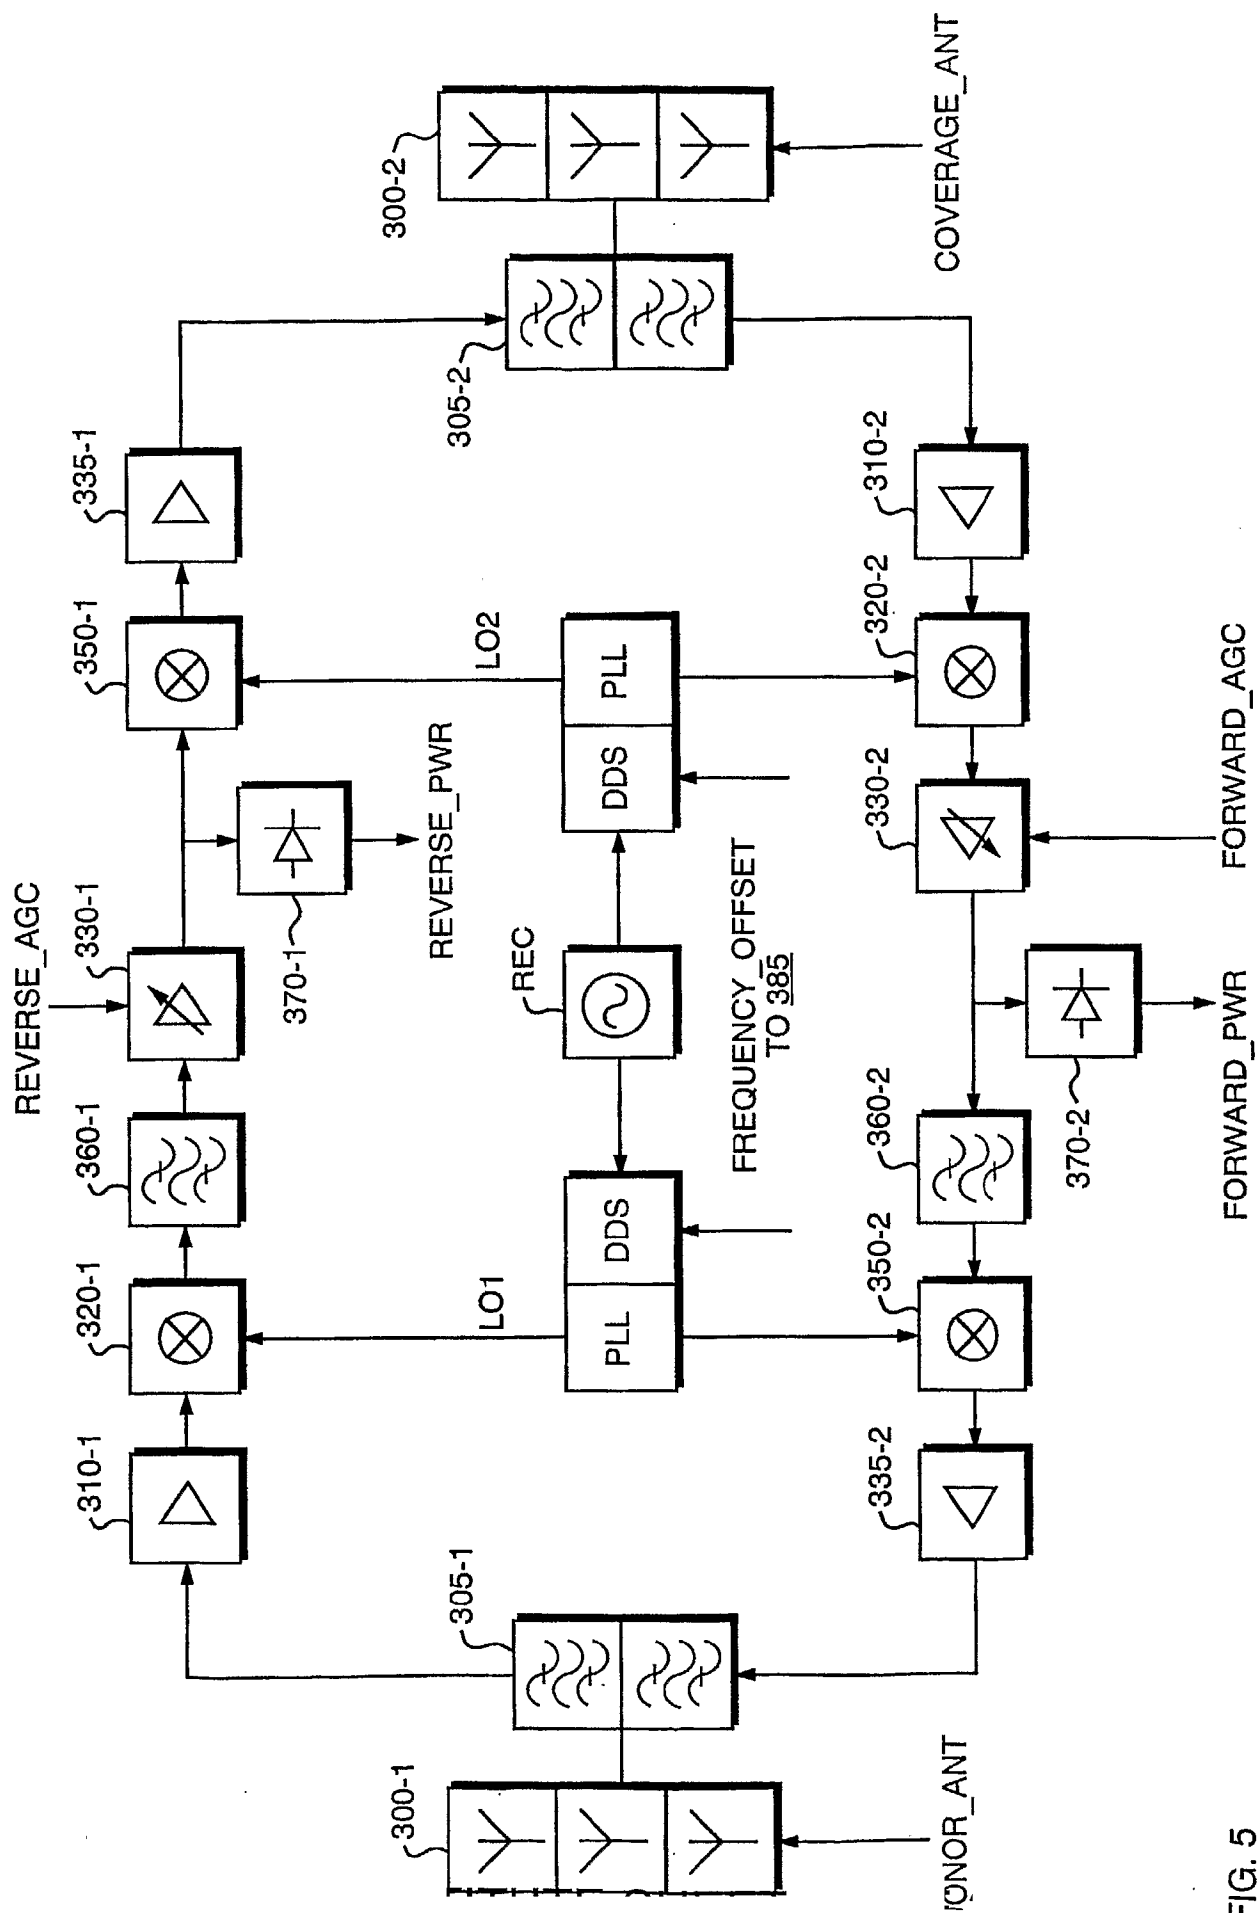 REVERSE_AGC
310-1
320-1
360-1
330-1
350-1
335-1
370-1
REVERSE_PWR
300-1
305-1
LO1
LO2
305-2
300-2
PLL
DDS
REC
DDS
PLL
FREQUENCY_OFFSET
TO 385
335-2
350-2
360-2
330-2
320-2
310-2
370-2
ONOR_ANT
COVERAGE_ANT
FORWARD_PWR
FORWARD_AGC
FIG. 5